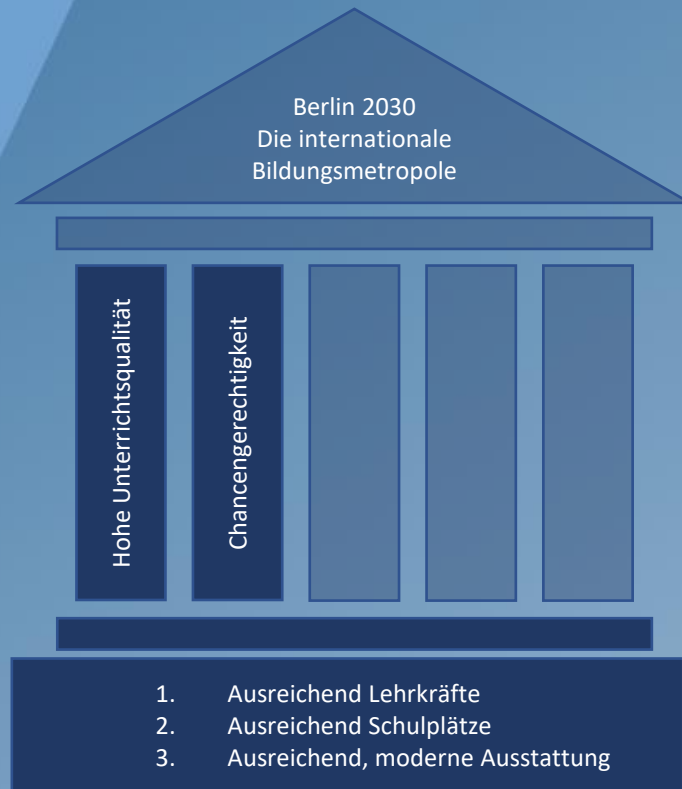 Berlin 2030
Die internationale
Bildungsmetropole
Hohe Unterrichtsqualität
Chancengerechtigkeit
1. Ausreichend Lehrkräfte
2. Ausreichend Schulplätze
3. Ausreichend, moderne Ausstattung